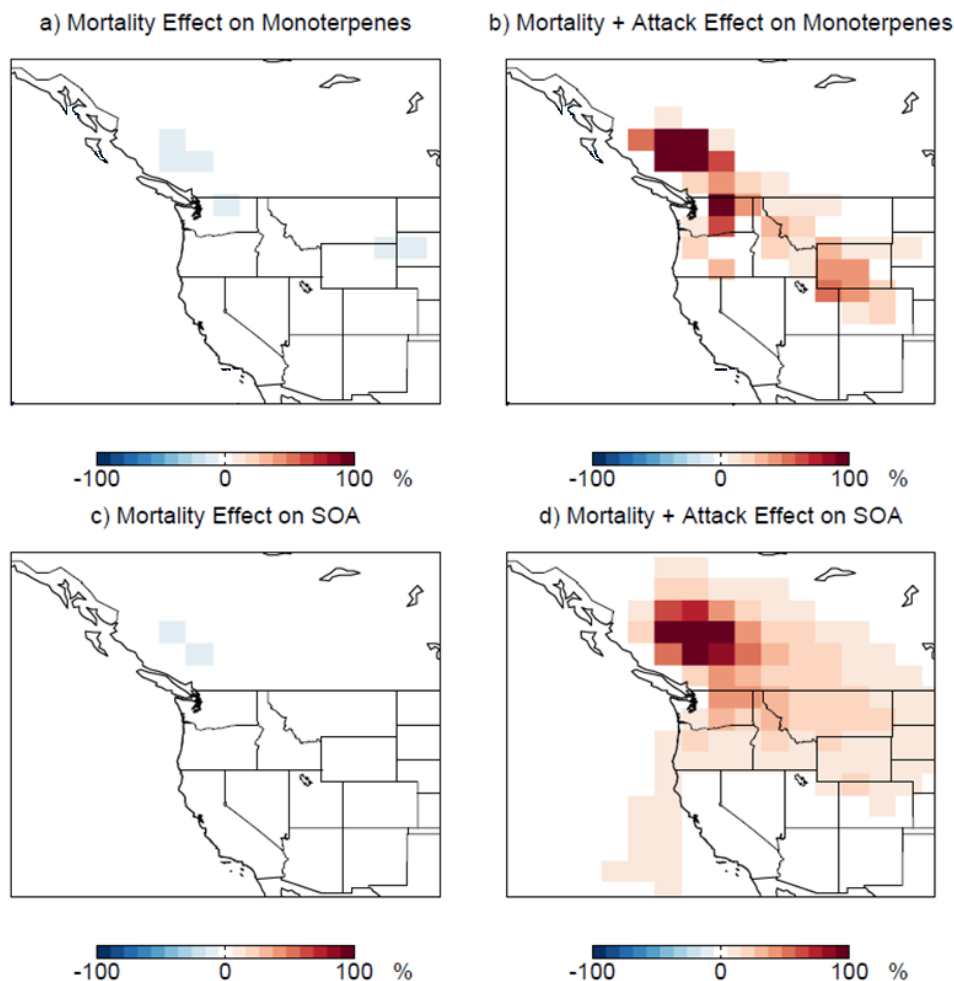 a) Mortality Effect on Monoterpenes
b) Mortality + Attack Effect on Monoterpenes
-100 0 100 %
-100 0 100 %
c) Mortality Effect on SOA
d) Mortality + Attack Effect on SOA
-100 0 100 %
-100 0 100 %